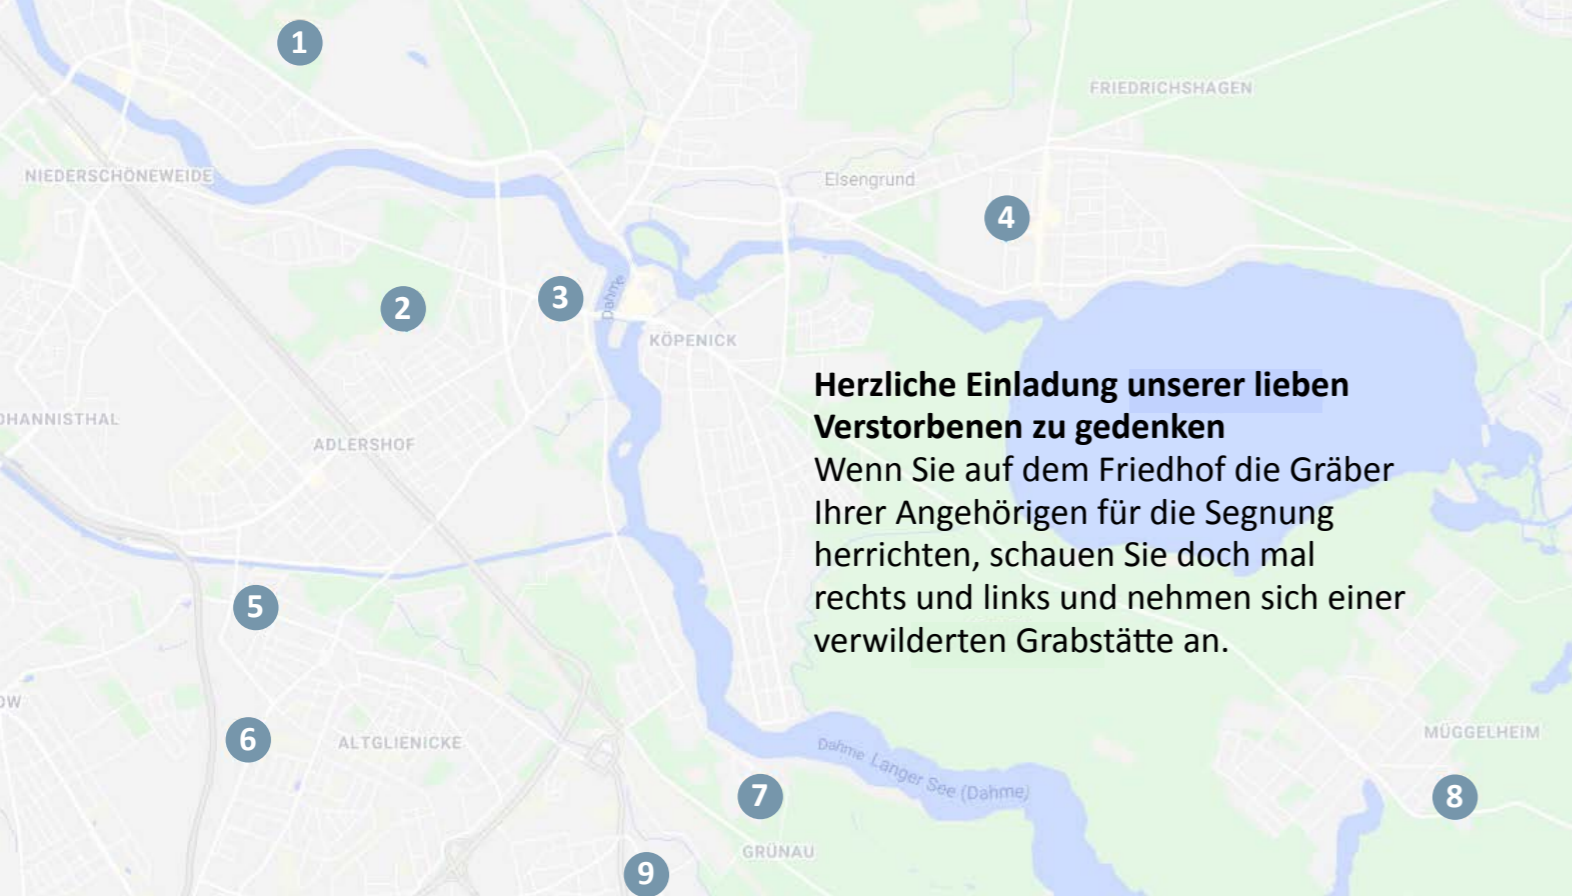 1
FRIEDRICHSHAGEN
NIEDERSCHÖNEWEIDE
Elsengrund
4
2
3
Dahme
KÖPENICK
Herzliche Einladung unserer lieben
Verstorbenen zu gedenken
Wenn Sie auf dem Friedhof die Gräber
Ihrer Angehörigen für die Segnung
herrichten, schauen Sie doch mal
rechts und links und nehmen sich einer
verwilderten Grabstätte an.
OHANNISTHAL
ADLERSHOF
5
OW
6
ALTGLIENICKE
MÜGGELHEIM
Dahme Langer See (Dahme)
7
8
GRÜNAU
9